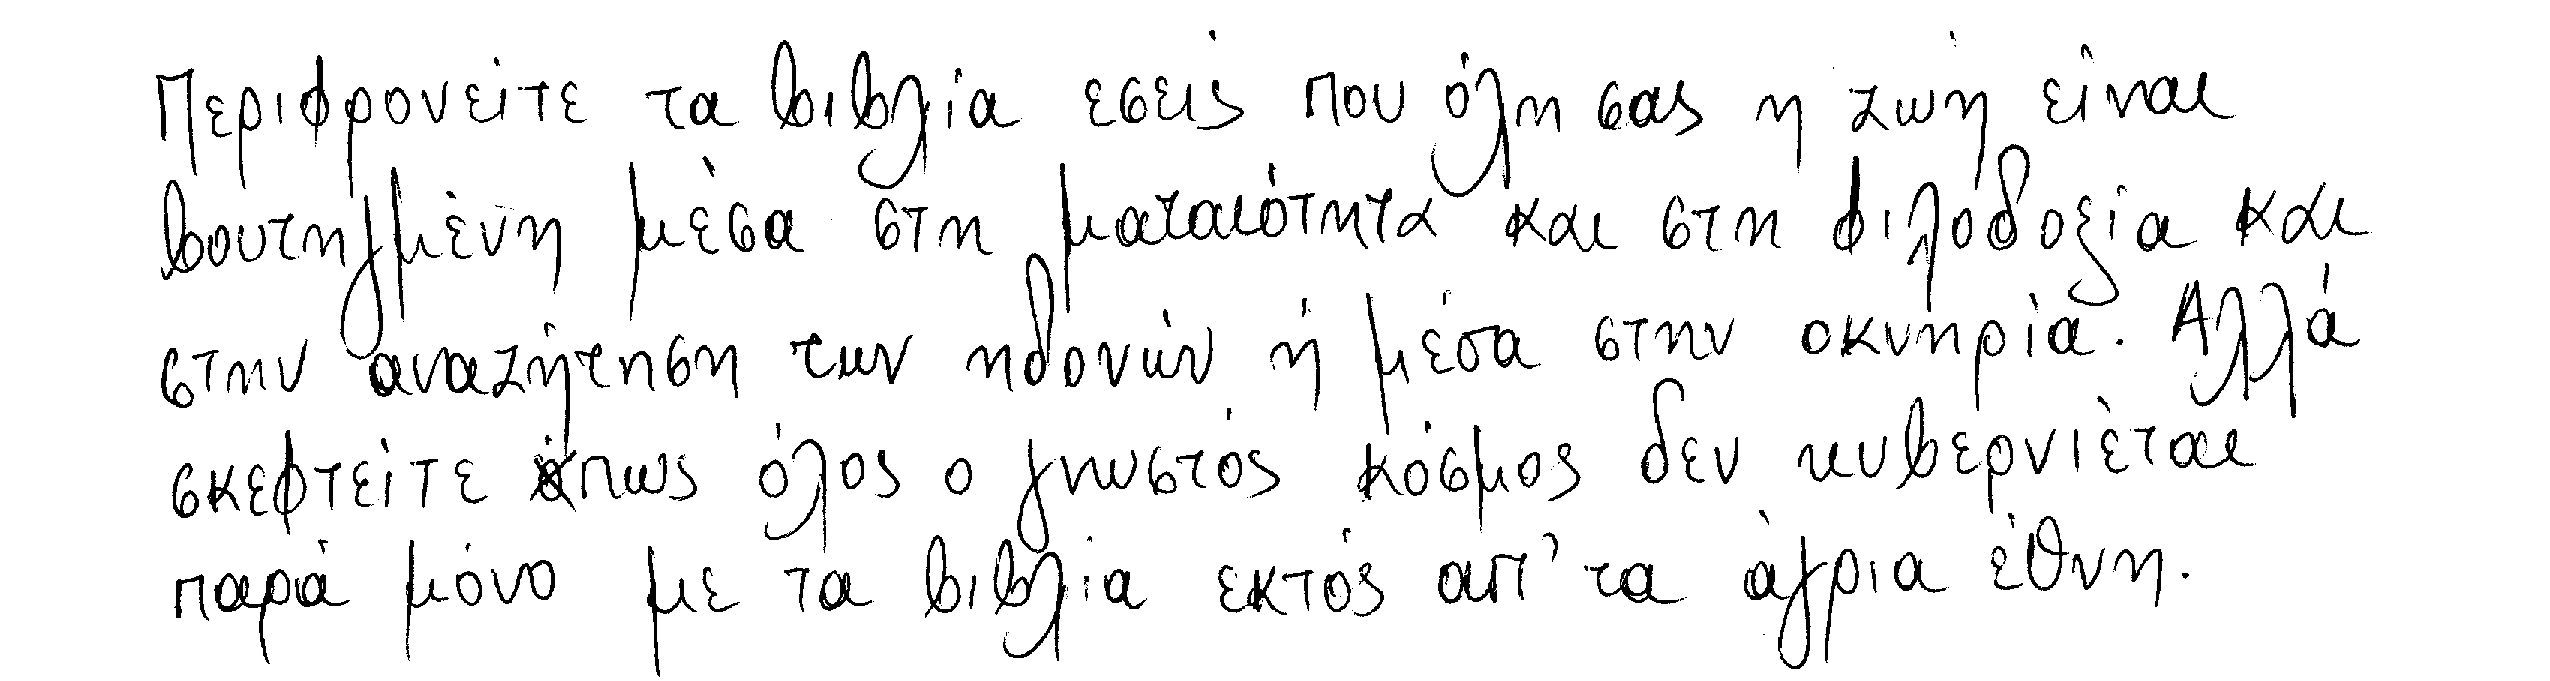 Περιφρονείτε τα βιβλία εσείς που όλη σας η ζωή είναι
βουτηγμένη μέσα στη ματαιότητα και στη φιλοδοξία και
στην αναζήτηση των ηδονών ή μέσα στην οκνηρία. Αλλά
σκεφτείτε πως όλος ο γνωστός κόσμος δεν κυβερνιέται
παρά μόνο με τα βιβλία εκτός απ' τα άγρια έθνη.